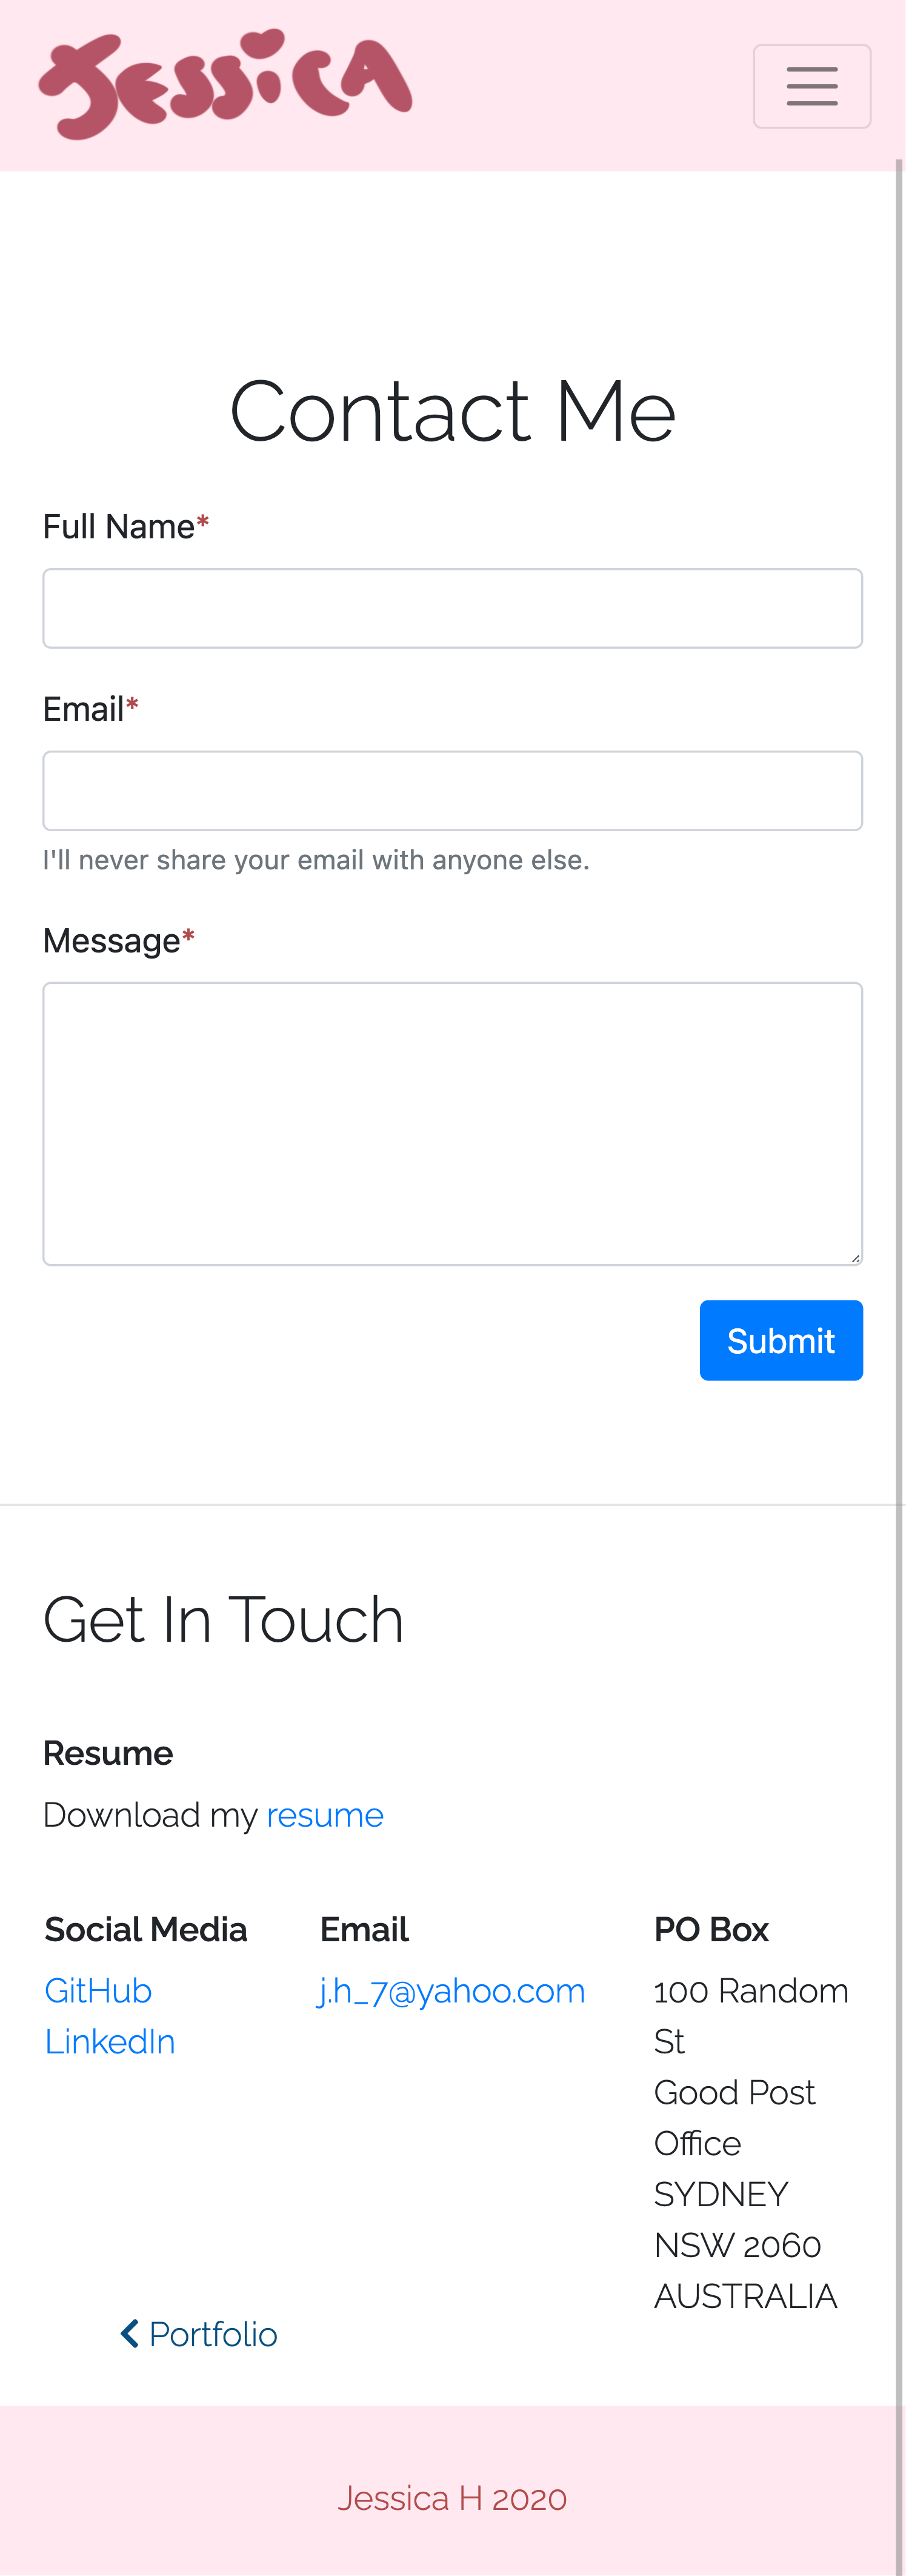 Jessica
Contact Me
Full Name*
Email*
I'll never share your email with anyone else.
Message*
Submit
Get In Touch
Resume
Download my resume
Social Media
GitHub
LinkedIn
Email
j.h_7@yahoo.com
PO Box
100 Random
St
Good Post
Office
SYDNEY
NSW 2060
AUSTRALIA
Portfolio
Jessica H 2020